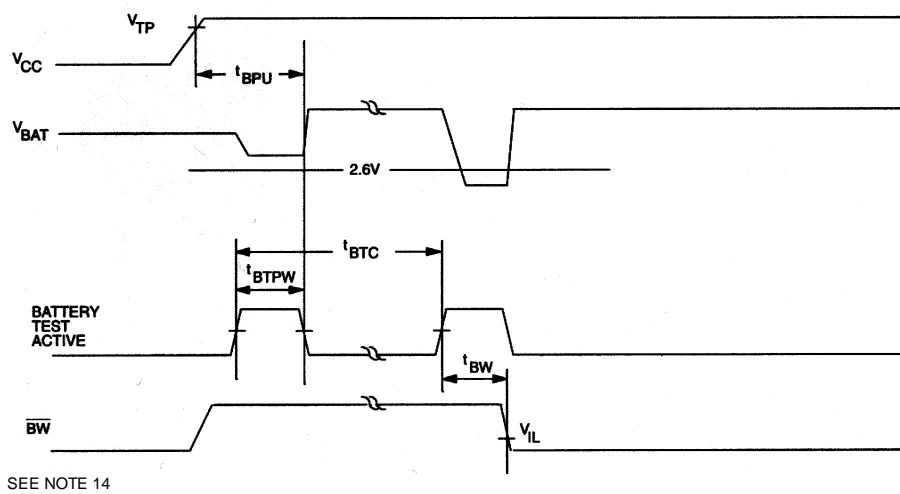 VTP
VCC
tBPU
VBAT
2.6V
tBTC
tBTPW
BATTERY
TEST
ACTIVE
tBW
BW
VIL
SEE NOTE 14